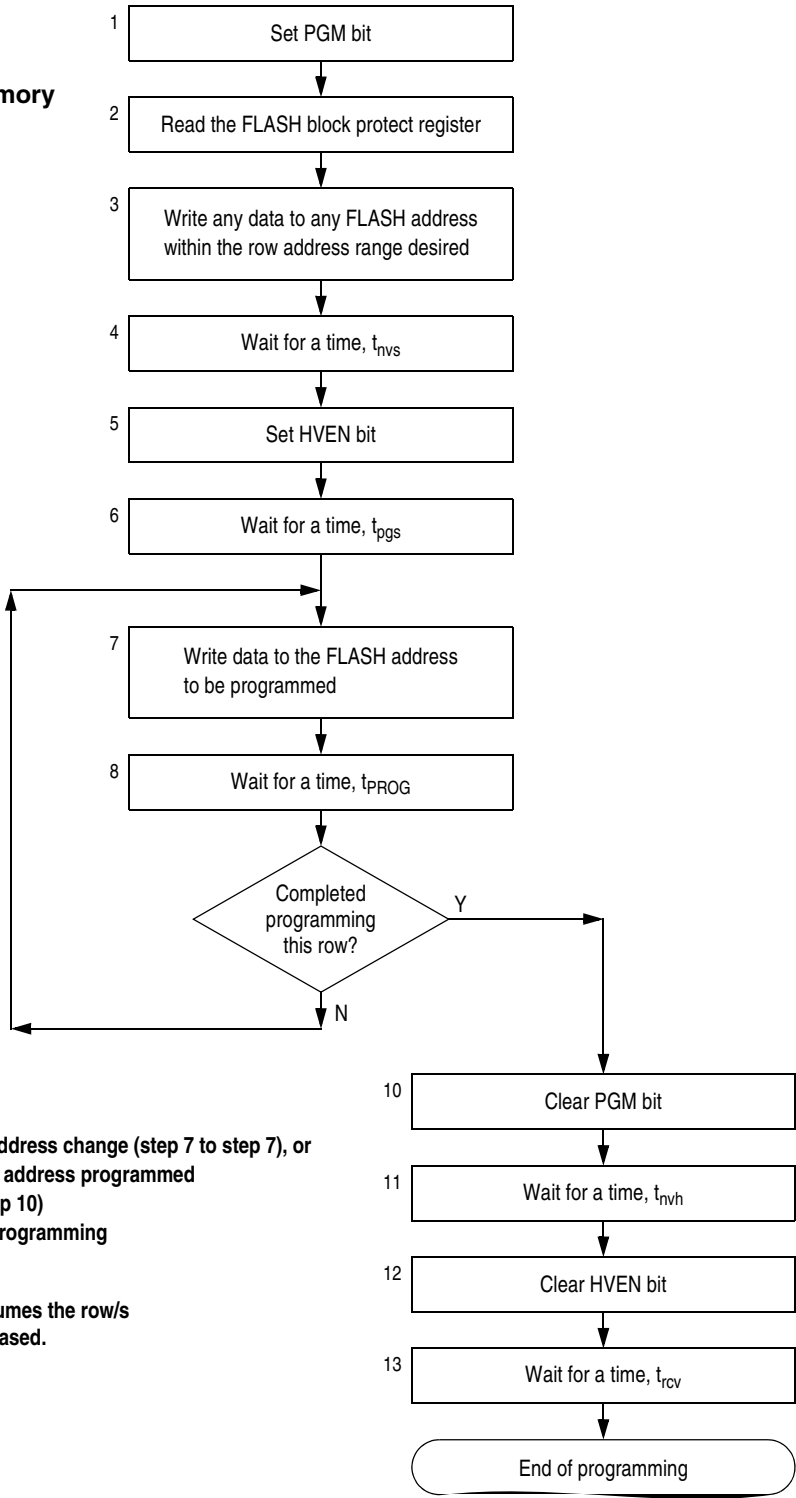 1
Set PGM bit
mory
2
Read the FLASH block protect register
3
Write any data to any FLASH address
within the row address range desired
4
Wait for a time, tnvs
5
Set HVEN bit
6
Wait for a time, tpgs
7
Write data to the FLASH address
to be programmed
8
Wait for a time, tPROG
Completed
programming
this row?
Y
N
10
Clear PGM bit
11
Wait for a time, tnvh
12
Clear HVEN bit
13
Wait for a time, trcv
End of programming
ddress change (step 7 to step 7), or
address programmed
p 10)
rogramming
umes the row/s
ased.